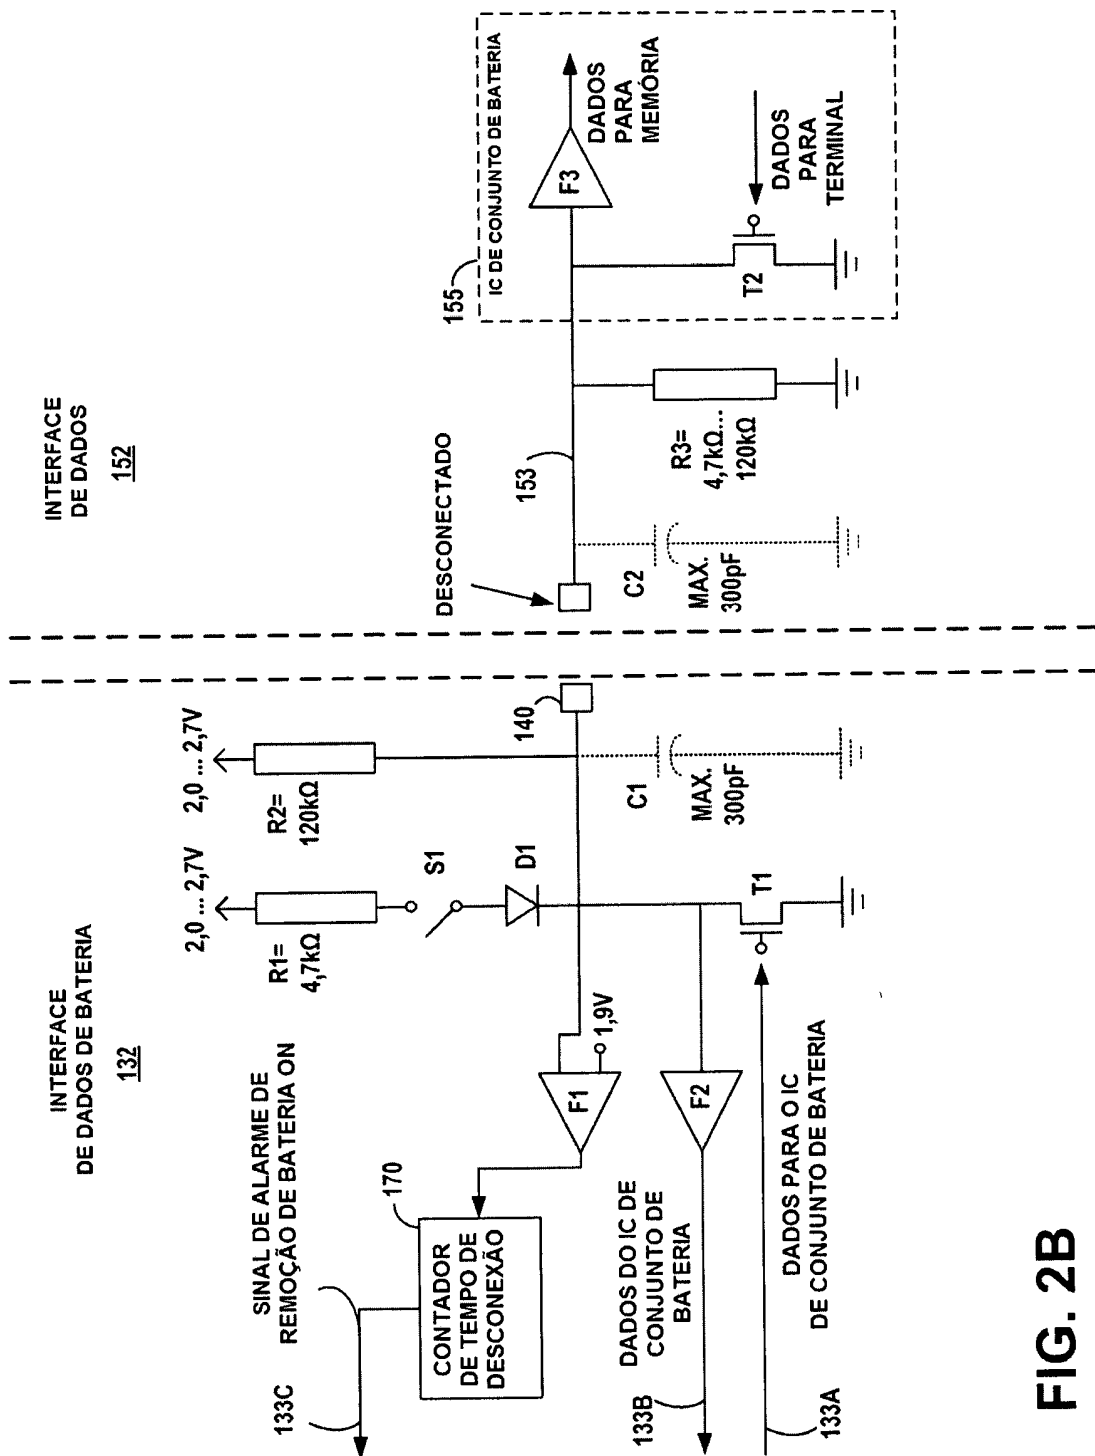 INTERFACE
DE DADOS DE BATERIA
132
INTERFACE
DE DADOS
152
SINAL DE ALARME DE
REMOÇÃO DE BATERIA ON
133C
170
CONTADOR
DE TEMPO DE
DESCONEXÃO
2,0 ... 2,7V
R1=
4,7kΩ
2,0 ... 2,7V
R2=
120kΩ
S1
D1
F1
1,9V
140
DESCONECTADO
153
155
IC DE CONJUNTO DE BATERIA
F3
DADOS
PARA
MEMÓRIA
DADOS DO IC DE
CONJUNTO DE
BATERIA
133B
F2
C1
MAX.
300pF
T1
C2
MAX.
300pF
R3=
4,7kΩ...
120kΩ
T2
DADOS
PARA
TERMINAL
DADOS PARA O IC
DE CONJUNTO DE BATERIA
133A
FIG. 2B